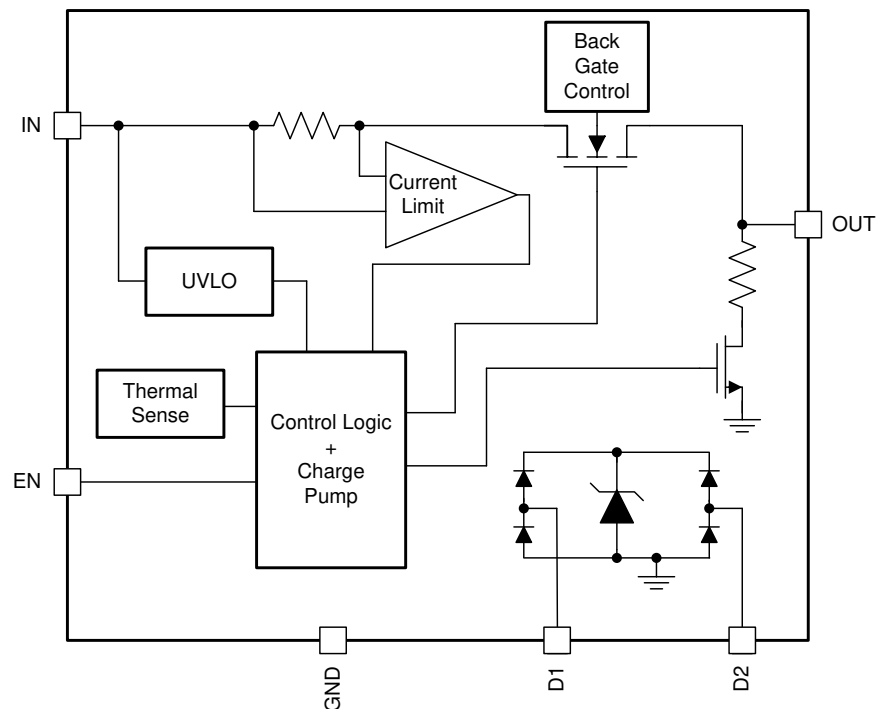 Back
Gate
Control
IN
Current
Limit
OUT
UVLO
Thermal
Sense
Control Logic
+
Charge
Pump
EN
GND
D1
D2